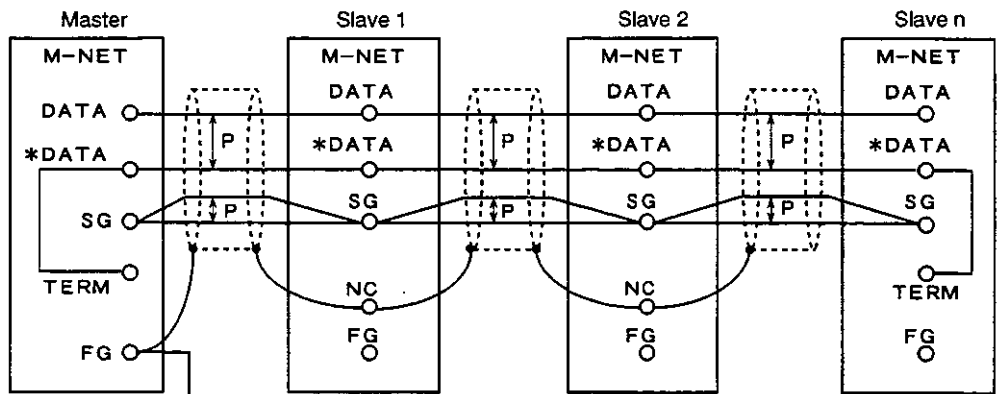 Master Slave 1 Slave 2 Slave n
M-NET M-NET M-NET M-NET
DATA DATA DATA DATA
P P P
*DATA *DATA *DATA *DATA
SG SG SG SG
P P P
TERM NC NC TERM
FG FG FG FG